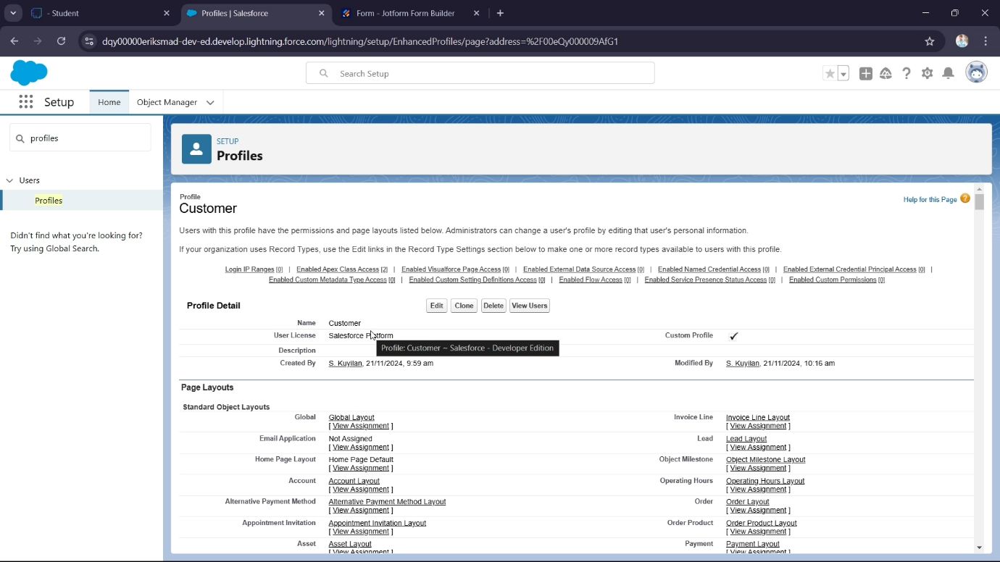 - Student
Profiles | Salesforce
Form - Jotform Form Builder
dqy00000eriksmad-dev-ed.develop.lightning.force.com/lightning/setup/EnhancedProfiles/page?address=%2F00eQy000009AfG1
Search Setup
Setup
Home
Object Manager
profiles
Users
Profiles
Didn't find what you're looking for?
Try using Global Search.
SETUP
Profiles
Profile
Customer
Help for this Page
Users with this profile have the permissions and page layouts listed below. Administrators can change a user's profile by editing that user's personal information.
If your organization uses Record Types, use the Edit links in the Record Type Settings section below to make one or more record types available to users with this profile.
Login IP Ranges [0] | Enabled Apex Class Access [2] | Enabled Visualforce Page Access [0] | Enabled External Data Source Access [0] | Enabled Named Credential Access [0] | Enabled External Credential Principal Access [0] |
Enabled Custom Metadata Type Access [0] | Enabled Custom Setting Definitions Access [0] | Enabled Flow Access [0] | Enabled Service Presence Status Access [0] | Enabled Custom Permissions [0]
Profile Detail Edit Clone Delete View Users
Name Customer
User License Salesforce Platform Custom Profile
Profile: Customer ~ Salesforce - Developer Edition
Description
Created By S. Kuyilan, 21/11/2024, 9:59 am Modified By S. Kuyilan, 21/11/2024, 10:16 am
Page Layouts
Standard Object Layouts
Global Global Layout Invoice Line Invoice Line Layout
[ View Assignment ] [ View Assignment ]
Email Application Not Assigned Lead Lead Layout
[ View Assignment ] [ View Assignment ]
Home Page Layout Home Page Default Object Milestone Object Milestone Layout
[ View Assignment ] [ View Assignment ]
Account Account Layout Operating Hours Operating Hours Layout
[ View Assignment ] [ View Assignment ]
Alternative Payment Method Alternative Payment Method Layout Order Order Layout
[ View Assignment ] [ View Assignment ]
Appointment Invitation Appointment Invitation Layout Order Product Order Product Layout
[ View Assignment ] [ View Assignment ]
Asset Asset Layout Payment Payment Layout
[ View Assignment ] [ View Assignment ]